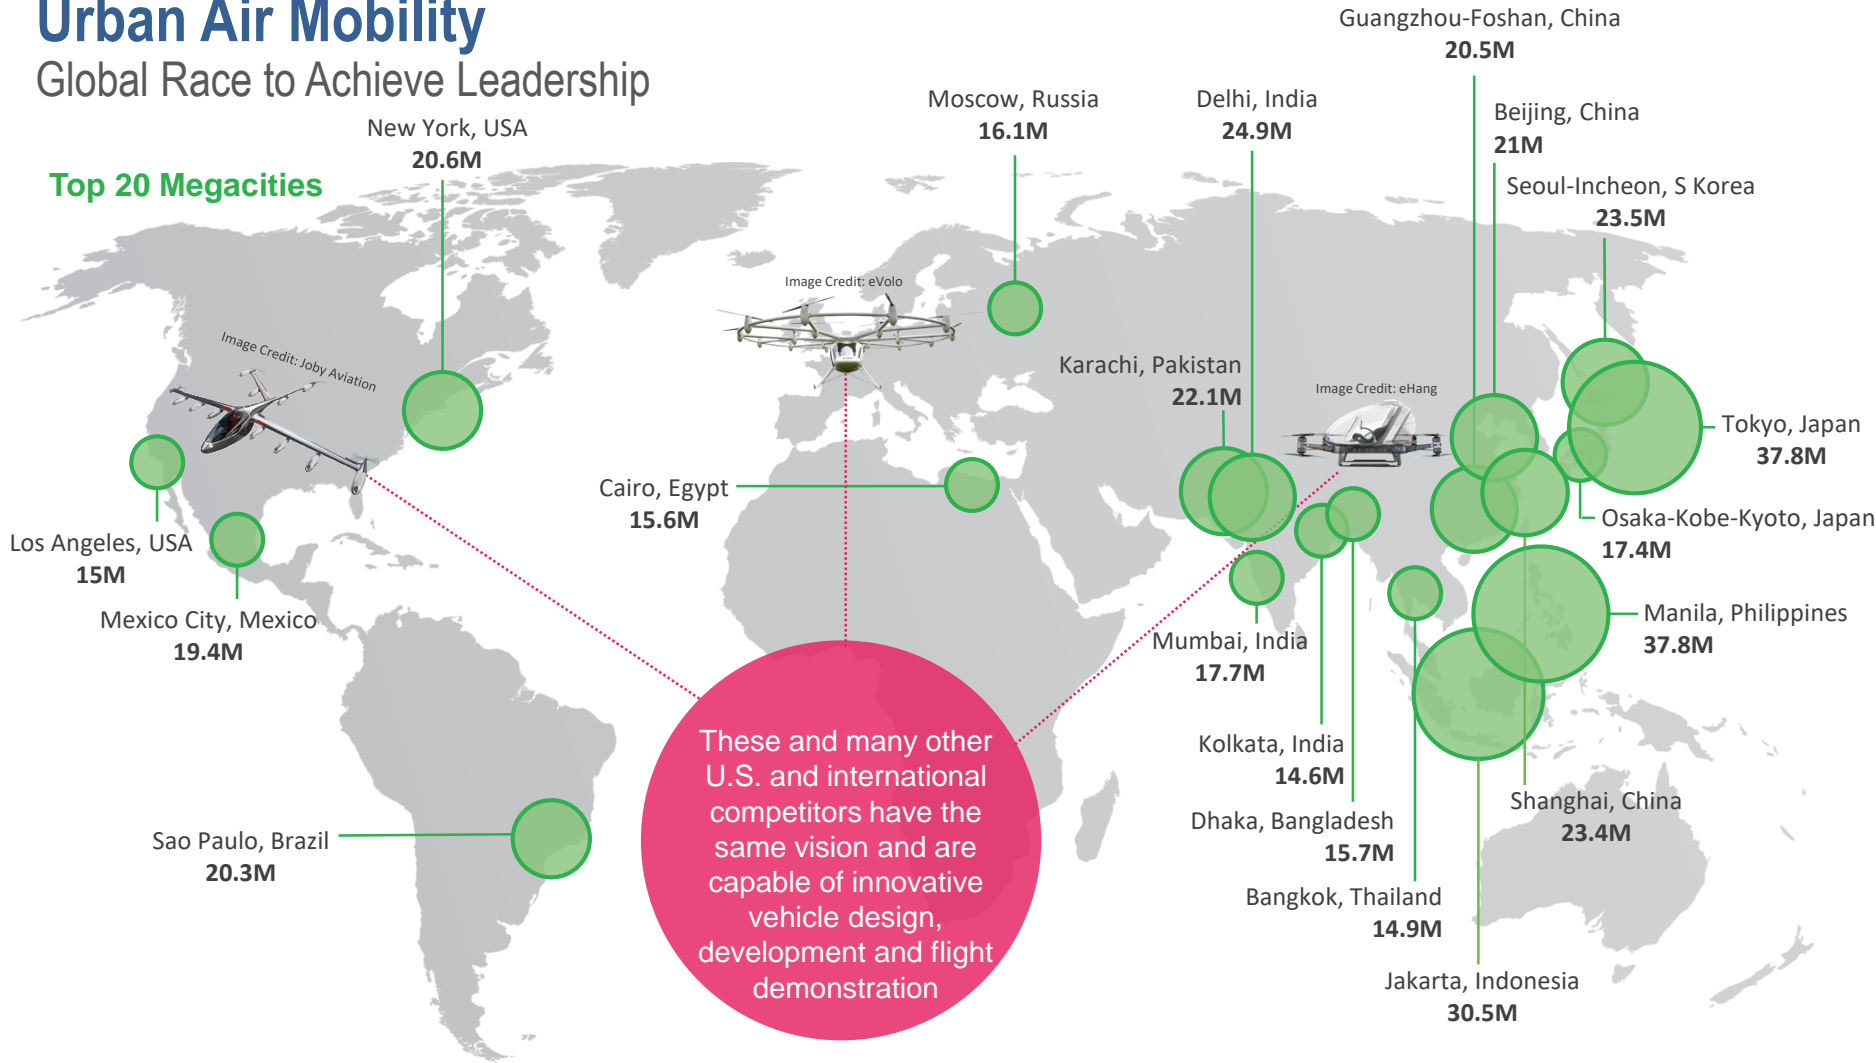 Urban Air Mobility
Global Race to Achieve Leadership
Top 20 Megacities
New York, USA
20.6M
Moscow, Russia
16.1M
Delhi, India
24.9M
Guangzhou-Foshan, China
20.5M
Beijing, China
21M
Seoul-Incheon, S Korea
23.5M
Image Credit: Joby Aviation
Image Credit: eVolo
Karachi, Pakistan
22.1M
Image Credit: eHang
Tokyo, Japan
37.8M
Cairo, Egypt
15.6M
Los Angeles, USA
15M
Osaka-Kobe-Kyoto, Japan
17.4M
Mexico City, Mexico
19.4M
Mumbai, India
17.7M
Manila, Philippines
37.8M
Kolkata, India
14.6M
Dhaka, Bangladesh
15.7M
Shanghai, China
23.4M
Sao Paulo, Brazil
20.3M
Bangkok, Thailand
14.9M
Jakarta, Indonesia
30.5M
These and many other
U.S. and international
competitors have the
same vision and are
capable of innovative
vehicle design,
development and flight
demonstration